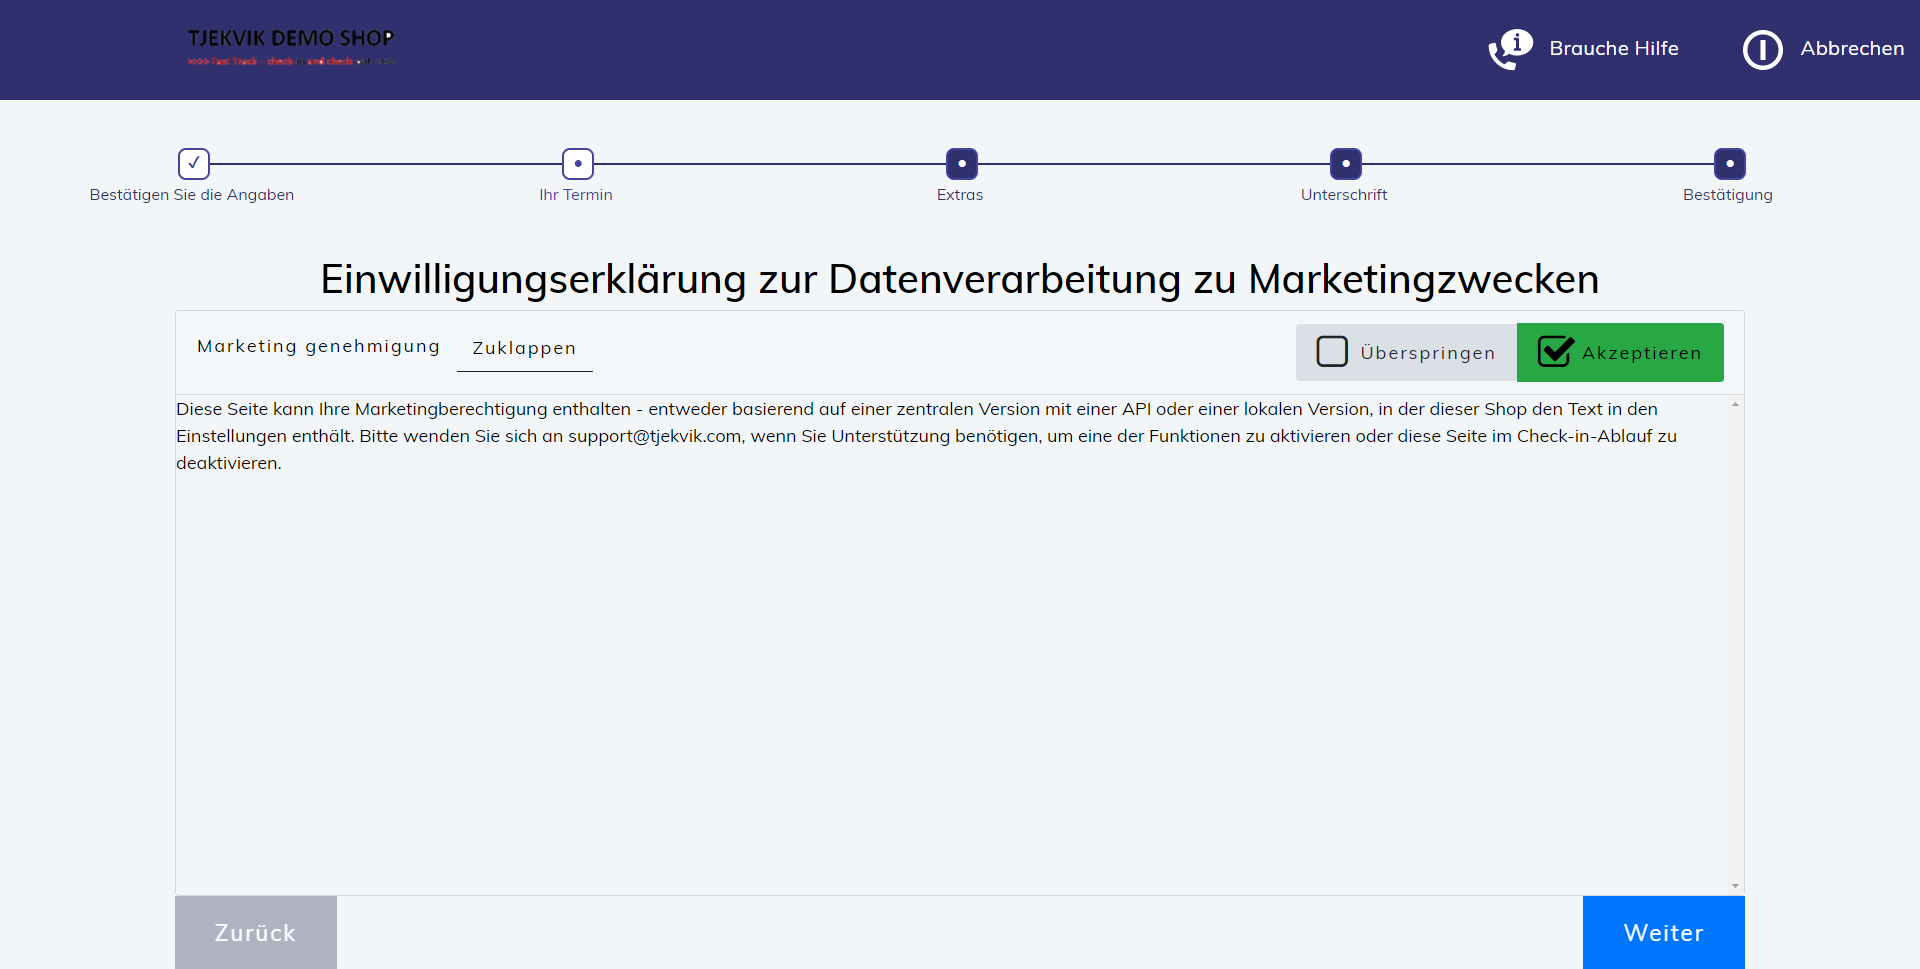 TJEKVIK DEMO SHOP
>>>> Fast Track - check in and check
Brauche Hilfe
Abbrechen
Bestätigen Sie die Angaben
Ihr Termin
Extras
Unterschrift
Bestätigung
Einwilligungserklärung zur Datenverarbeitung zu Marketingzwecken
Marketing genehmigung
Zuklappen
Überspringen
Akzeptieren
Diese Seite kann Ihre Marketingberechtigung enthalten - entweder basierend auf einer zentralen Version mit einer API oder einer lokalen Version, in der dieser Shop den Text in den
Einstellungen enthält. Bitte wenden Sie sich an support@tjekvik.com, wenn Sie Unterstützung benötigen, um eine der Funktionen zu aktivieren oder diese Seite im Check-in-Ablauf zu
deaktivieren.
Zurück
Weiter